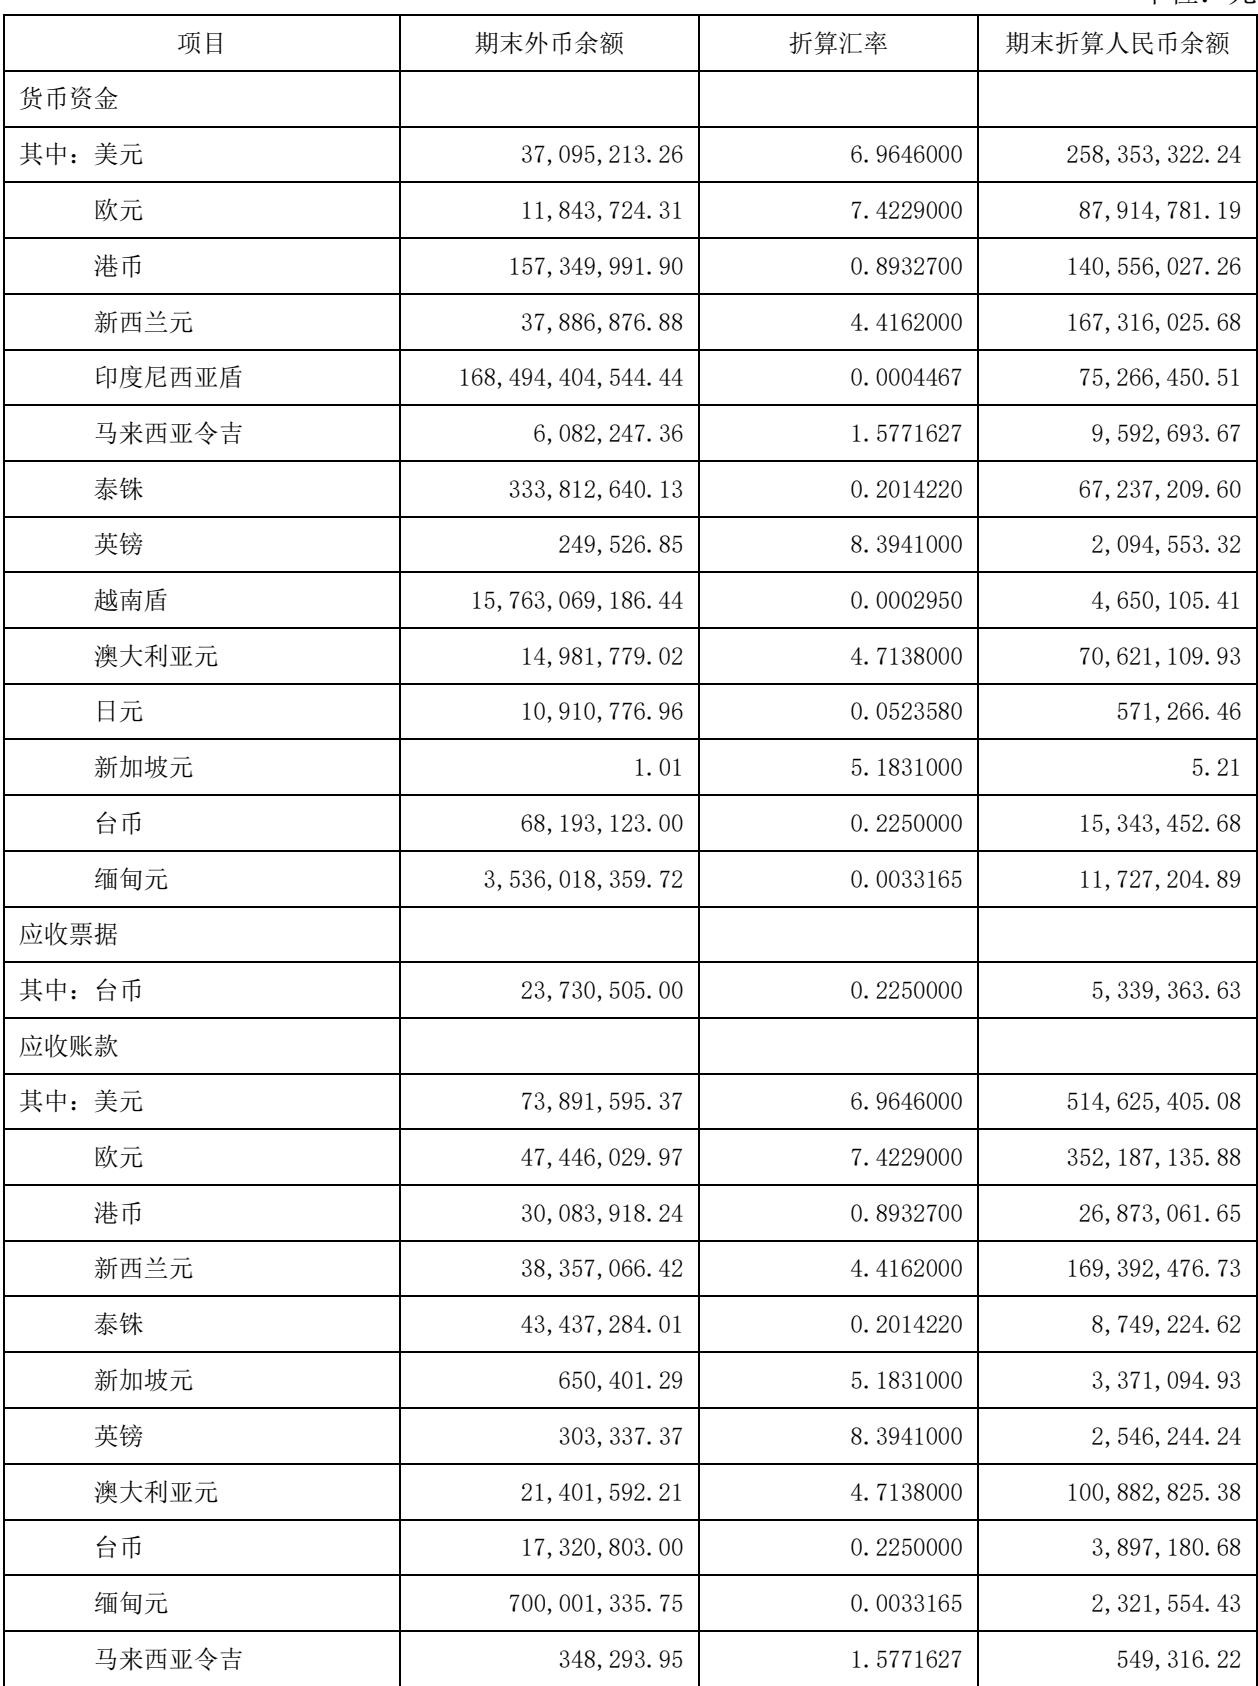 项目 期末外币余额 折算汇率 期末折算人民币余额
货币资金
其中：美元 37,095,213.26 6.9646000 258,353,322.24
欧元 11,843,724.31 7.4229000 87,914,781.19
港币 157,349,991.90 0.8932700 140,556,027.26
新西兰元 37,886,876.88 4.4162000 167,316,025.68
印度尼西亚盾 168,494,404,544.44 0.0004467 75,266,450.51
马来西亚令吉 6,082,247.36 1.5771627 9,592,693.67
泰铢 333,812,640.13 0.2014220 67,237,209.60
英镑 249,526.85 8.3941000 2,094,553.32
越南盾 15,763,069,186.44 0.0002950 4,650,105.41
澳大利亚元 14,981,779.02 4.7138000 70,621,109.93
日元 10,910,776.96 0.0523580 571,266.46
新加坡元 1.01 5.1831000 5.21
台币 68,193,123.00 0.2250000 15,343,452.68
缅甸元 3,536,018,359.72 0.0033165 11,727,204.89
应收票据
其中：台币 23,730,505.00 0.2250000 5,339,363.63
应收账款
其中：美元 73,891,595.37 6.9646000 514,625,405.08
欧元 47,446,029.97 7.4229000 352,187,135.88
港币 30,083,918.24 0.8932700 26,873,061.65
新西兰元 38,357,066.42 4.4162000 169,392,476.73
泰铢 43,437,284.01 0.2014220 8,749,224.62
新加坡元 650,401.29 5.1831000 3,371,094.93
英镑 303,337.37 8.3941000 2,546,244.24
澳大利亚元 21,401,592.21 4.7138000 100,882,825.38
台币 17,320,803.00 0.2250000 3,897,180.68
缅甸元 700,001,335.75 0.0033165 2,321,554.43
马来西亚令吉 348,293.95 1.5771627 549,316.22